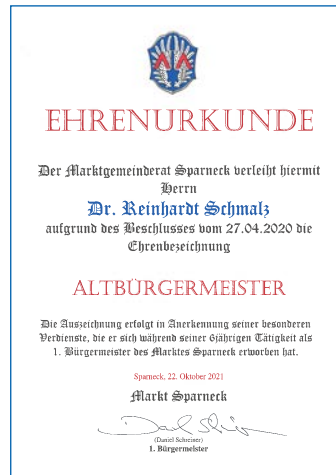 EHRENURKUNDE
Der Marktgemeinderat Sparneck verleiht hiermit
Herrn
Dr. Reinhardt Schmalz
aufgrund des Beschlusses vom 27.04.2020 die
Ehrenbezeichnung
ALTBÜRGERMEISTER
Die Auszeichnung erfolgt in Anerkennung seiner besonderen
Verdienste, die er sich während seiner 6jährigen Tätigkeit als
1. Bürgermeister des Marktes Sparneck erworben hat.
Sparneck, 22. Oktober 2021
Markt Sparneck
(Daniel Schreiner)
1. Bürgermeister